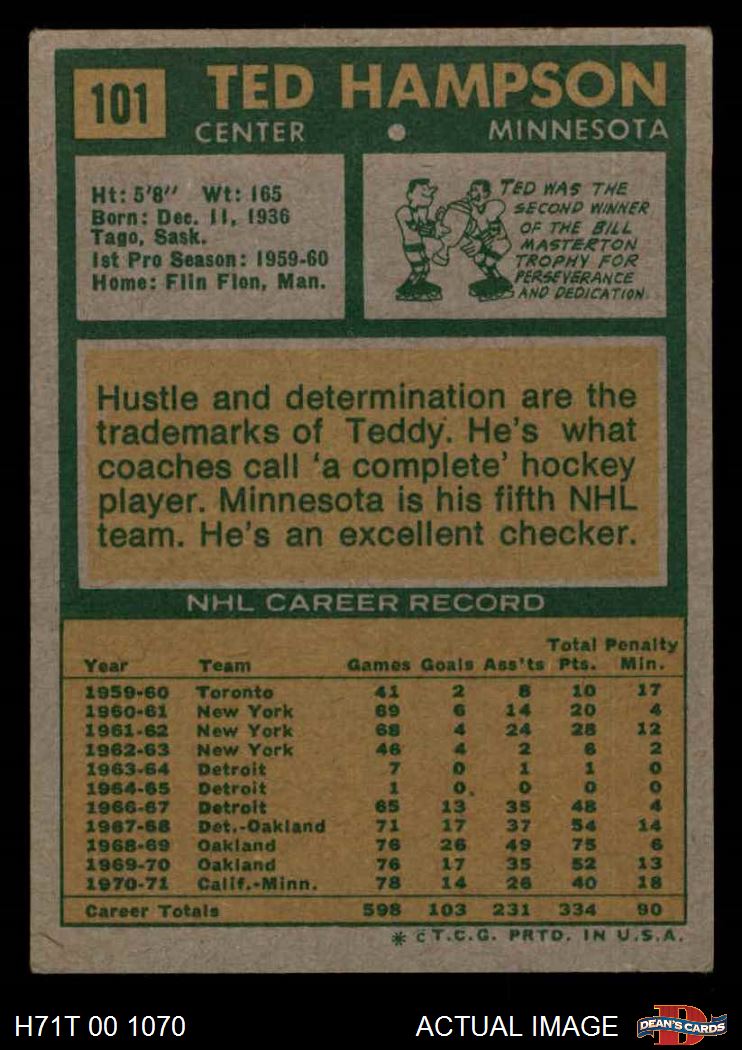 101
TED HAMPSON
CENTER • MINNESOTA
Ht: 5'8" Wt: 165
Born: Dec. 11, 1936
Tago, Sask.
1st Pro Season: 1959-60
Home: Flin Flon, Man.
TED WAS THE
SECOND WINNER
OF THE BILL
MASTERTON
TROPHY FOR
PERSEVERANCE
AND DEDICATION.
Hustle and determination are the
trademarks of Teddy. He's what
coaches call 'a complete' hockey
player. Minnesota is his fifth NHL
team. He's an excellent checker.
NHL CAREER RECORD
Year Team Games Goals Ass'ts Total Pts. Penalty Min.
1959-60 Toronto 41 2 8 10 17
1960-61 New York 69 6 14 20 4
1961-62 New York 68 4 24 28 12
1962-63 New York 46 4 2 6 2
1963-64 Detroit 7 0 1 1 0
1964-65 Detroit 1 0 0 0 0
1966-67 Detroit 65 13 35 48 4
1967-68 Det.-Oakland 71 17 37 54 14
1968-69 Oakland 76 26 49 75 6
1969-70 Oakland 76 17 35 52 13
1970-71 Calif.-Minn. 78 14 26 40 18
Career Totals 598 103 231 334 90
* © T.C.G. PRTD. IN U.S.A.
H71T 00 1070
ACTUAL IMAGE
DEAN'S CARDS